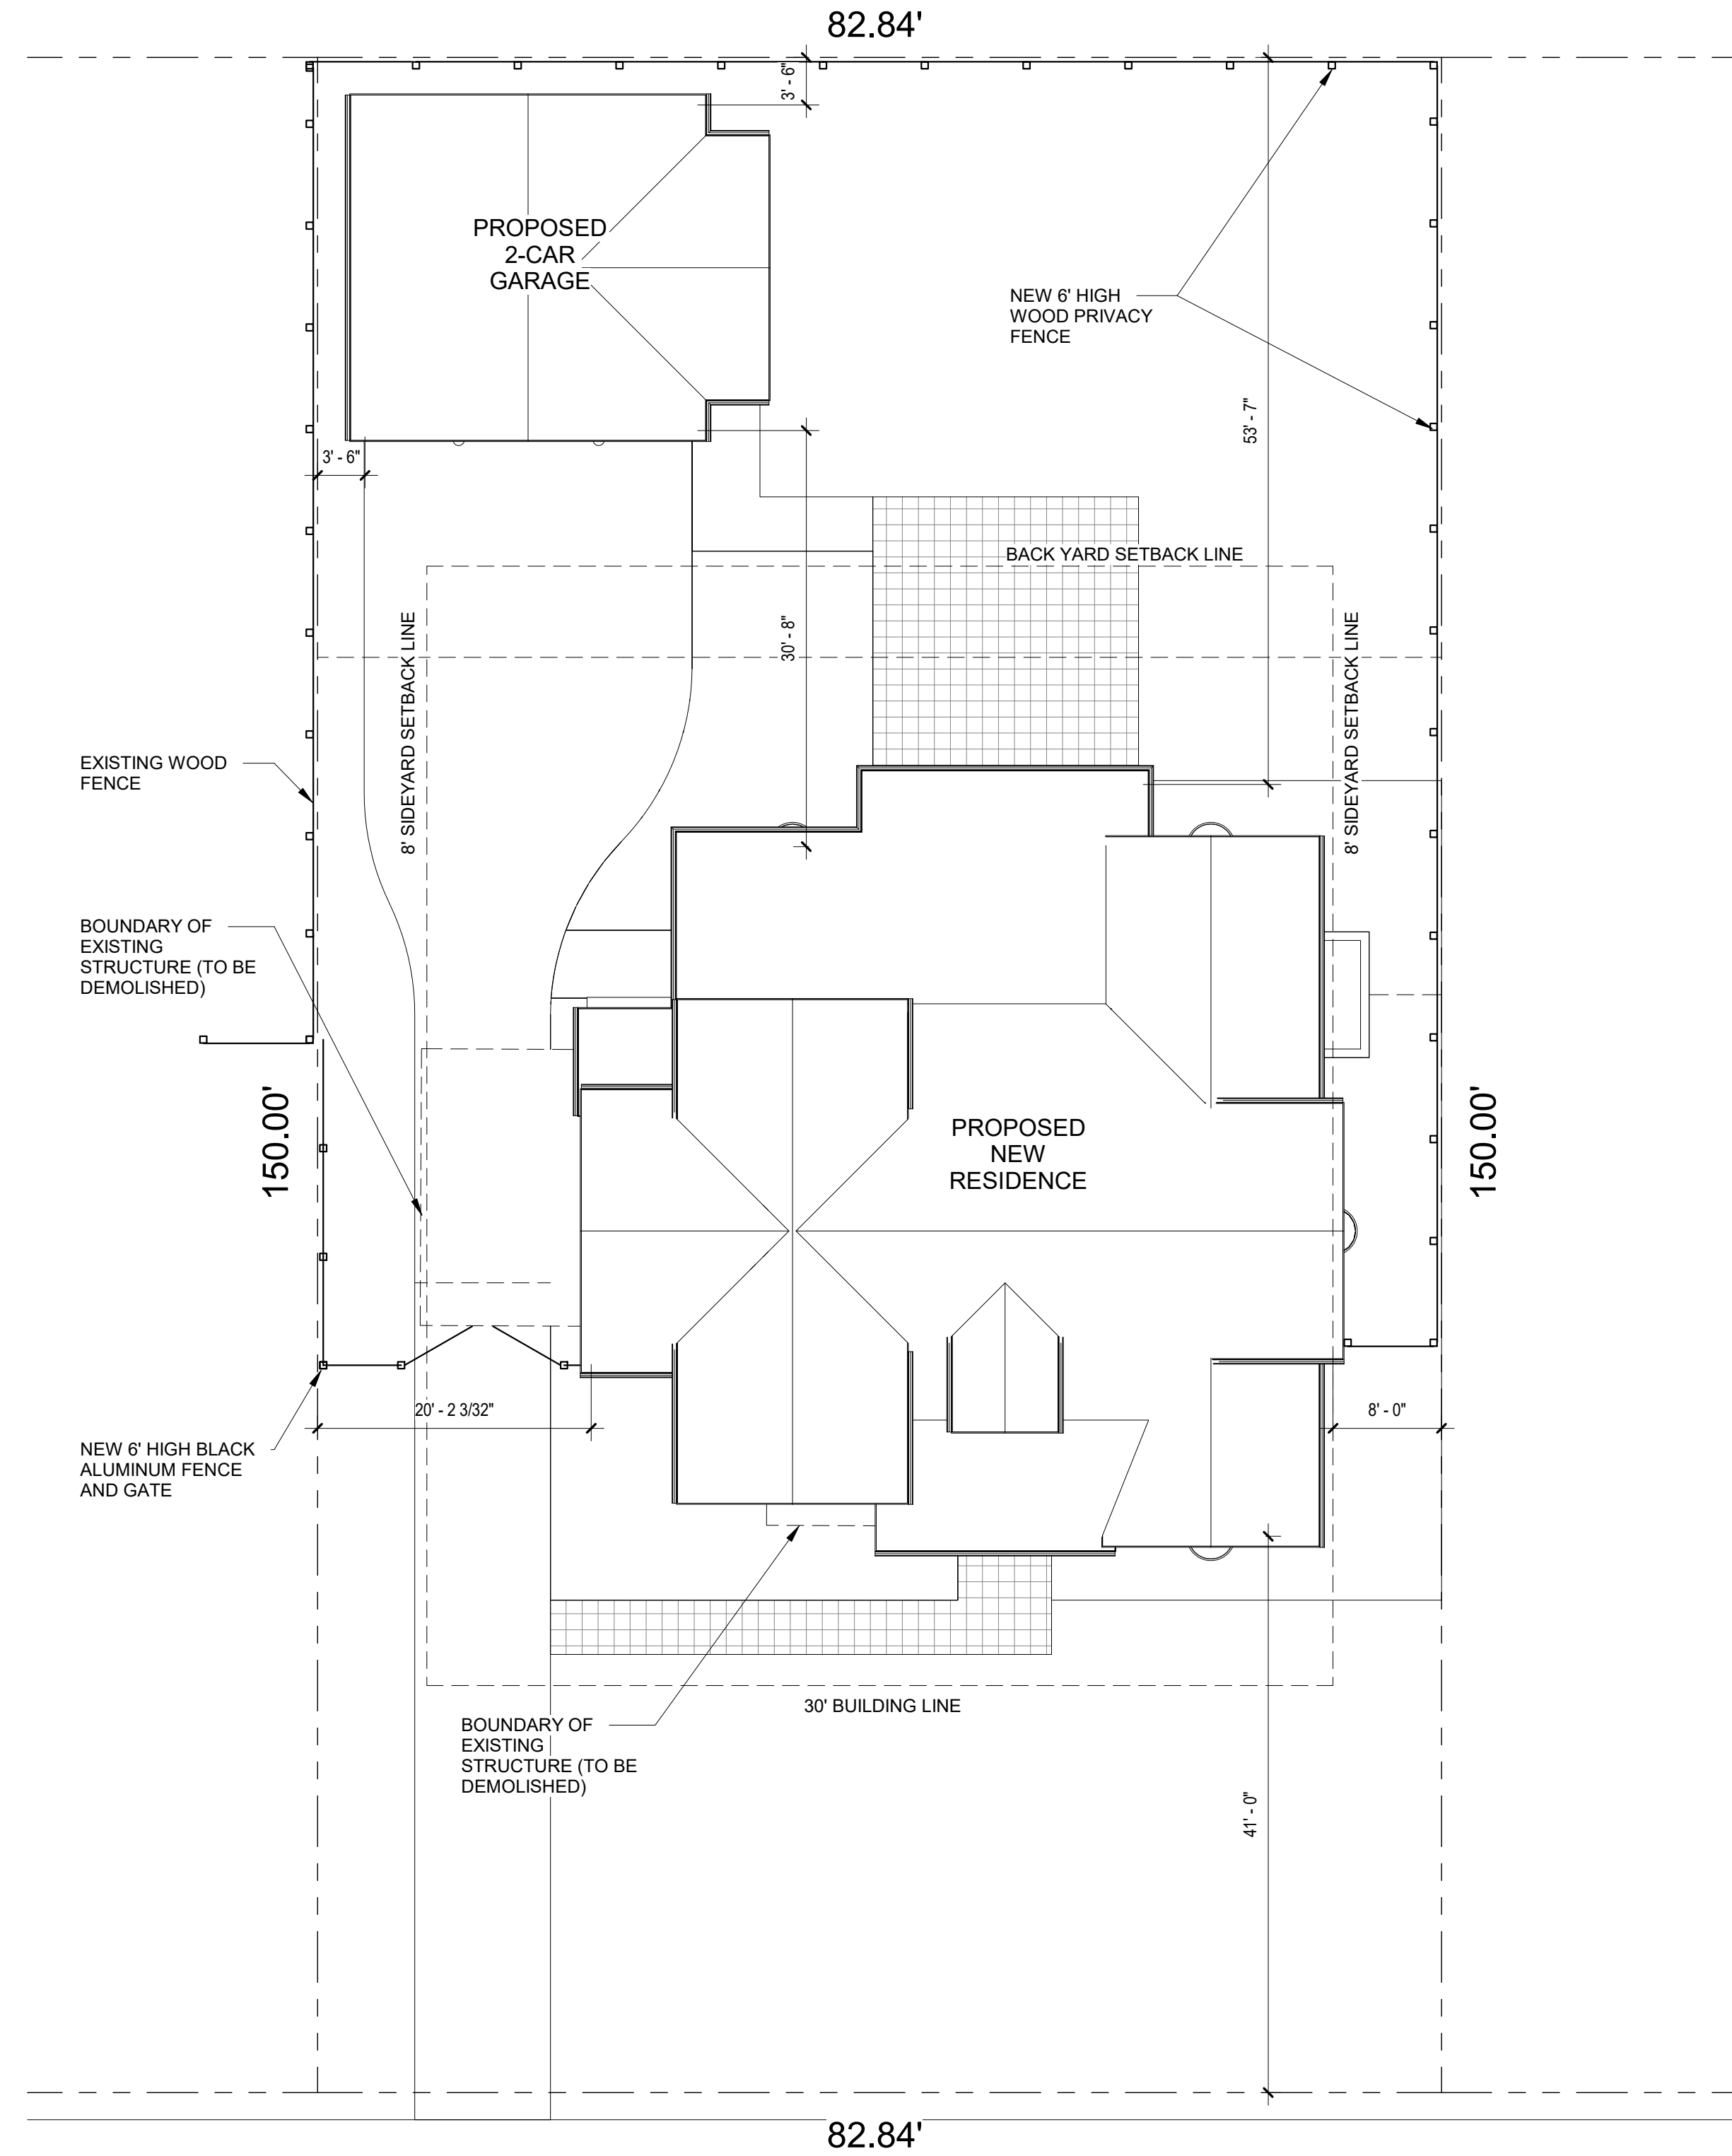 82.84'
3' - 6"
PROPOSED
2-CAR
GARAGE
NEW 6' HIGH
WOOD PRIVACY
FENCE
53' - 7"
3' - 6"
BACK YARD SETBACK LINE
30' - 8"
8' SIDEYARD SETBACK LINE
8' SIDEYARD SETBACK LINE
EXISTING WOOD
FENCE
BOUNDARY OF
EXISTING
STRUCTURE (TO BE
DEMOLISHED)
150.00'
PROPOSED
NEW
RESIDENCE
150.00'
20' - 2 3/32"
8' - 0"
NEW 6' HIGH BLACK
ALUMINUM FENCE
AND GATE
30' BUILDING LINE
BOUNDARY OF
EXISTING
STRUCTURE (TO BE
DEMOLISHED)
41' - 0"
82.84'